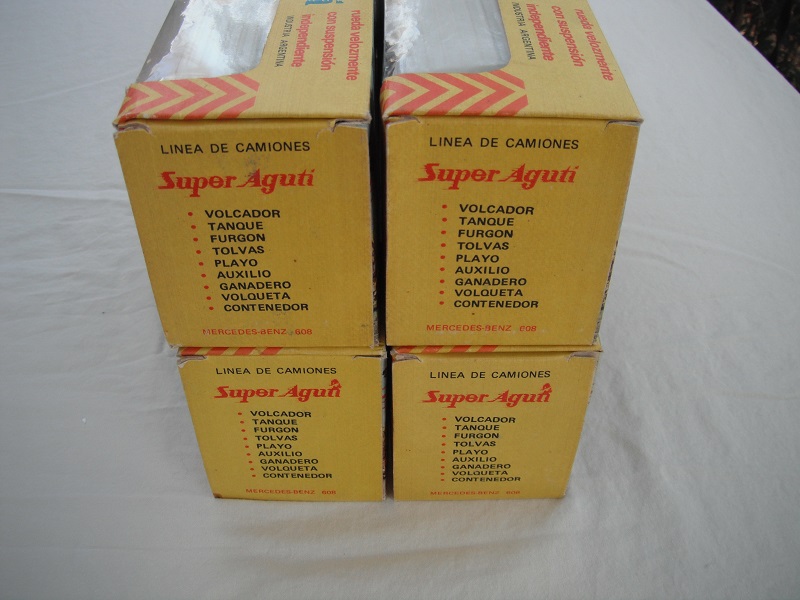 rueda velozmente
con suspensión
independiente
INDUSTRIA ARGENTINA
rueda velozmente
con suspensión
independiente
INDUSTRIA ARGENTINA
LINEA DE CAMIONES
Super Aguti
• VOLCADOR
• TANQUE
• FURGON
• TOLVAS
• PLAYO
• AUXILIO
• GANADERO
• VOLQUETA
• CONTENEDOR
MERCEDES-BENZ 608
LINEA DE CAMIONES
Super Aguti
• VOLCADOR
• TANQUE
• FURGON
• TOLVAS
• PLAYO
• AUXILIO
• GANADERO
• VOLQUETA
• CONTENEDOR
MERCEDES-BENZ 608
LINEA DE CAMIONES
Super Aguti
• VOLCADOR
• TANQUE
• FURGON
• TOLVAS
• PLAYO
• AUXILIO
• GANADERO
• VOLQUETA
• CONTENEDOR
MERCEDES-BENZ 608
LINEA DE CAMIONES
Super Aguti
• VOLCADOR
• TANQUE
• FURGON
• TOLVAS
• PLAYO
• AUXILIO
• GANADERO
• VOLQUETA
• CONTENEDOR
MERCEDES-BENZ 608